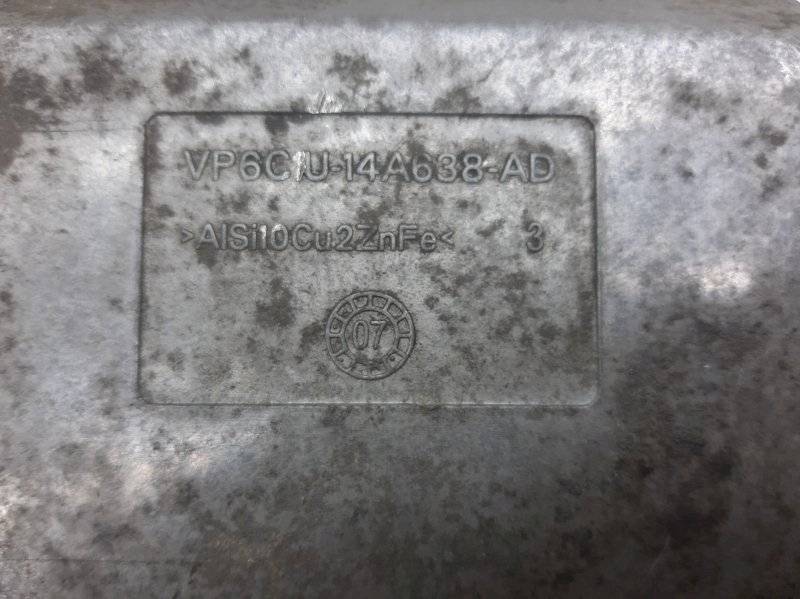 VP6C1U-14A638-AD
>AlSi10Cu2ZnFe< 3
07